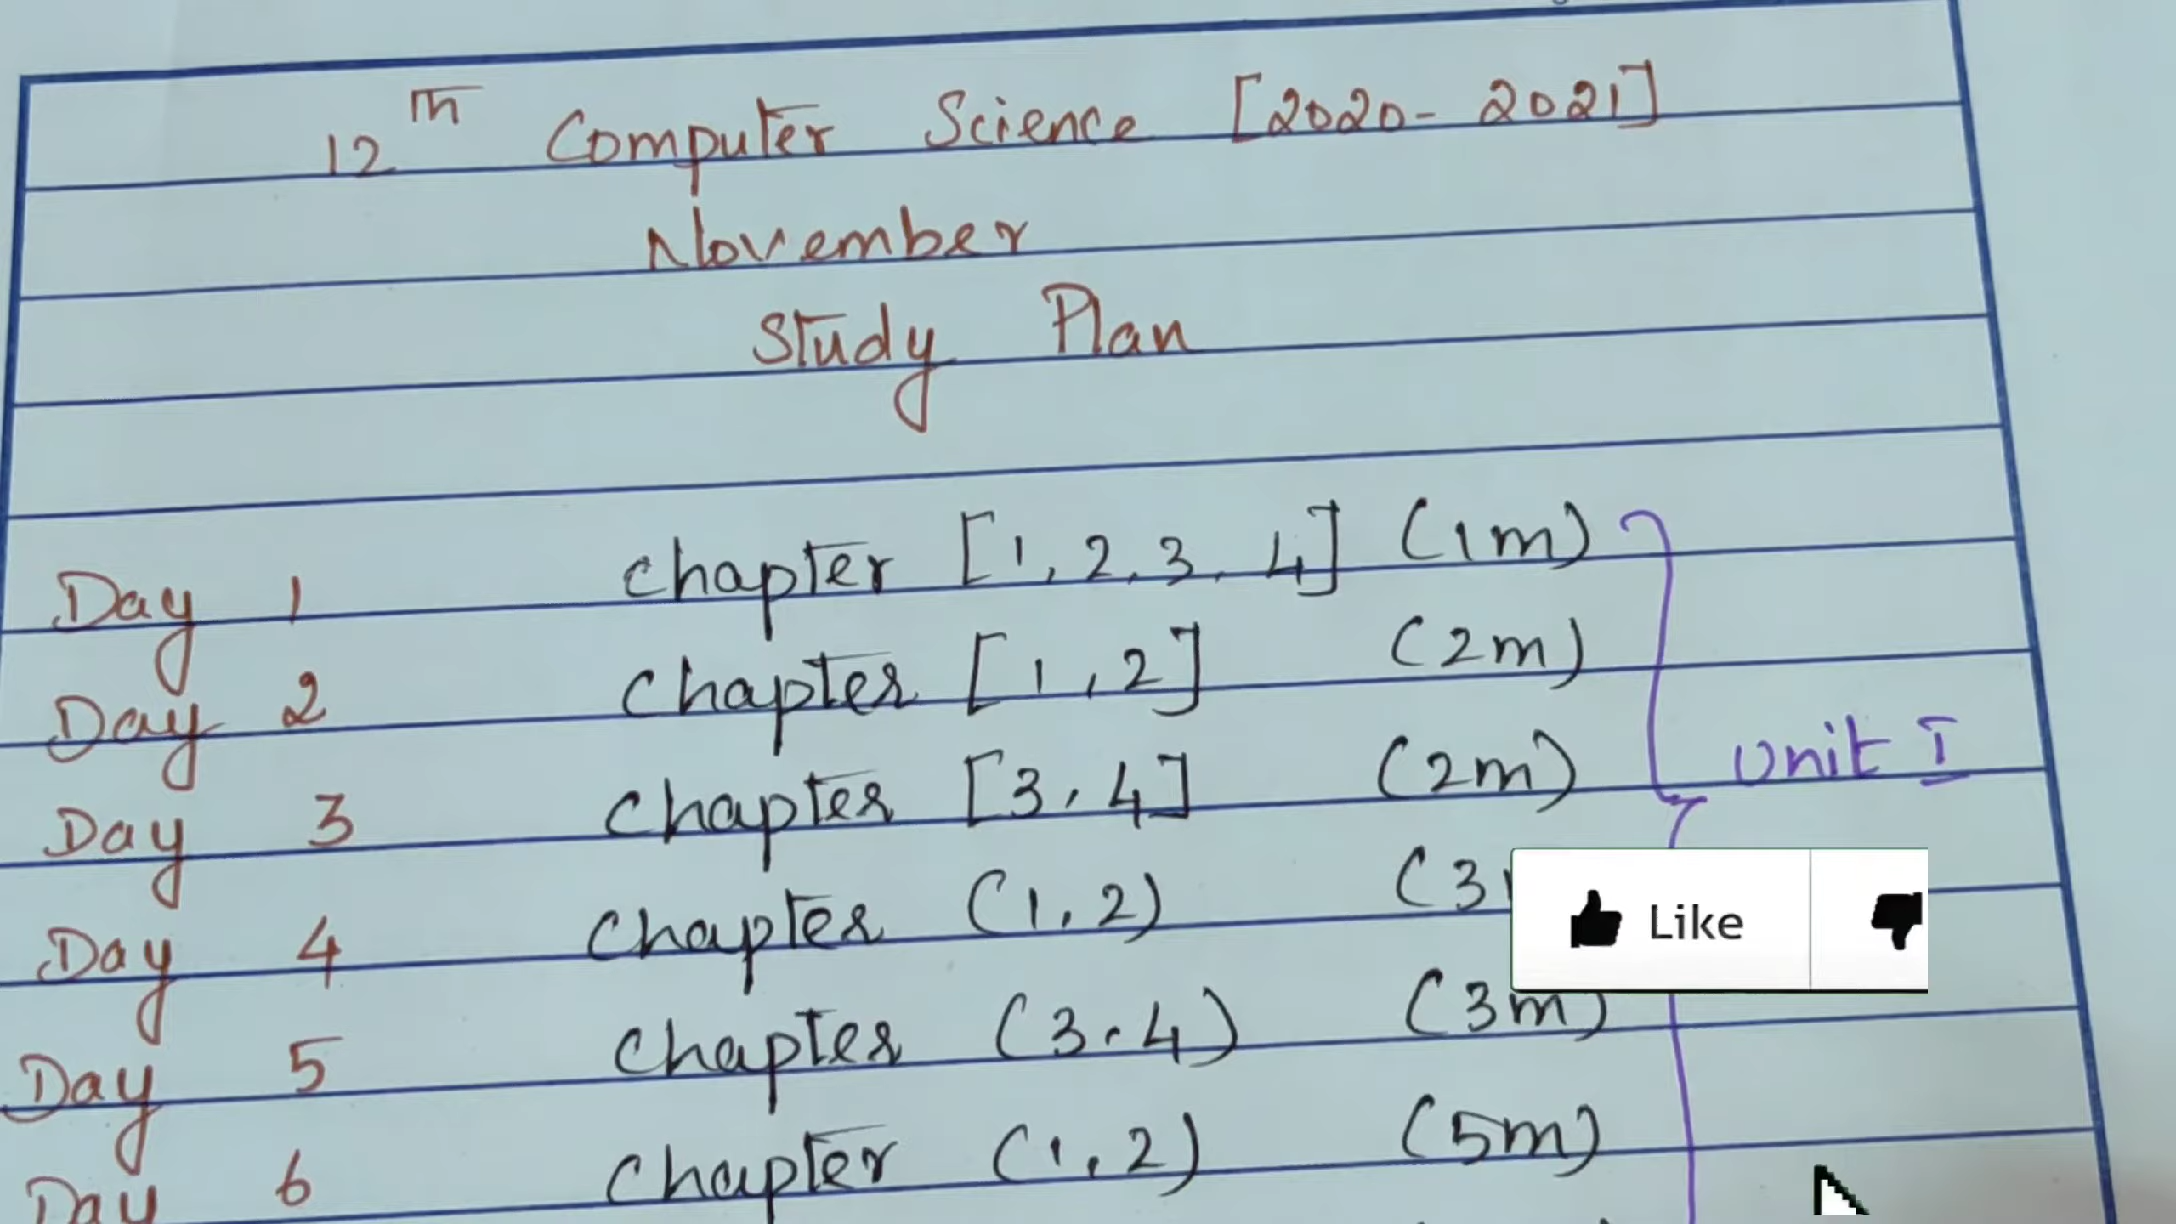 12th Computer Science [2020-2021]
November
Study Plan
Day 1 chapter [1,2,3,4] (1m)
Day 2 chapter [1,2] (2m)
Day 3 chapter [3,4] (2m)
Unit I
Day 4 chapter (1,2) (3
Like
Day 5 chapter (3,4) (3m)
Day 6 chapter (1,2) (5m)